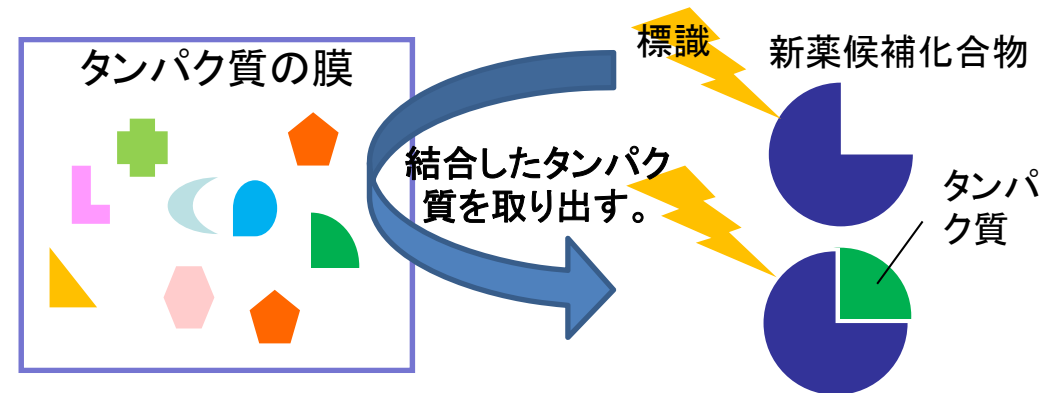 タンパク質の膜
標識
新薬候補化合物
結合したタンパク
質を取り出す。
タンパ
ク質